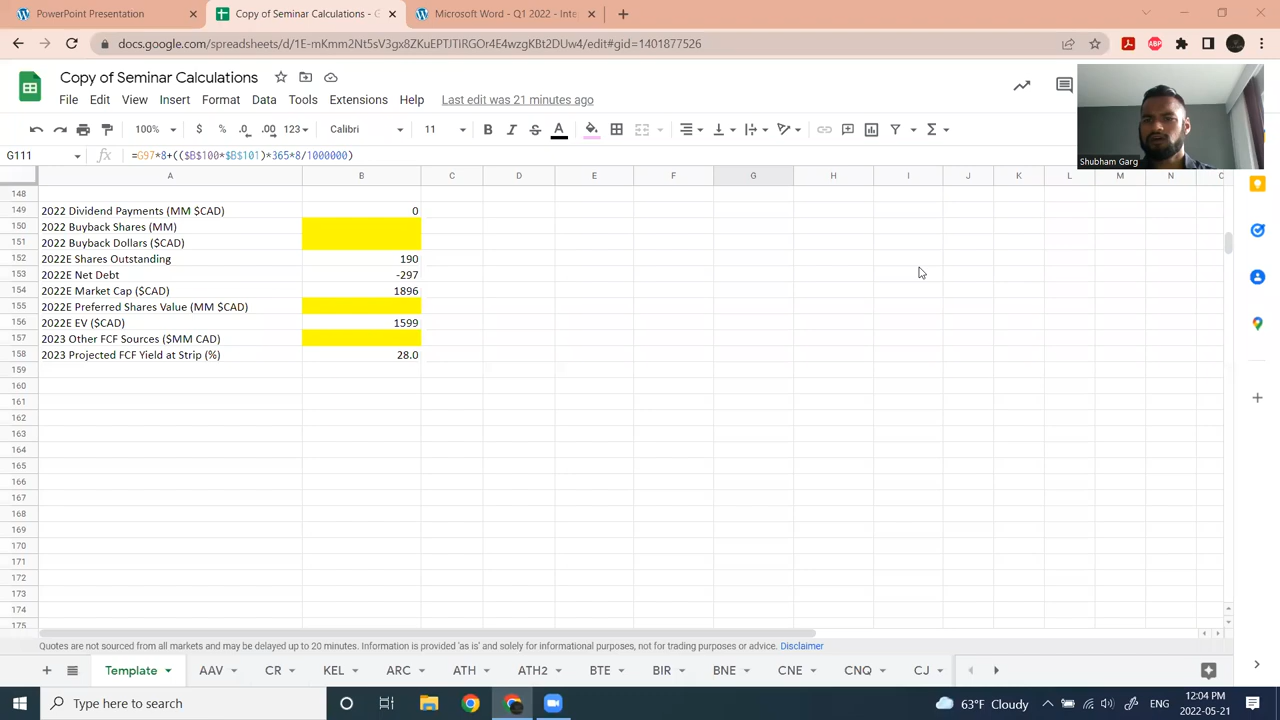 PowerPoint Presentation
Copy of Seminar Calculations - G
Microsoft Word - Q1 2022 - Inte
docs.google.com/spreadsheets/d/1E-mKmm2Nt5sV3gx8ZKyEPTDfRGOr4E4wzgKa2DUw4/edit#gid=1401877526
Copy of Seminar Calculations
File Edit View Insert Format Data Tools Extensions Help Last edit was 21 minutes ago
100% $ % .0 .00 123 Calibri 11 B I S A
Shubham Garg
G111 fx =G97*8+(($B$100*$B$101)*365*8/1000000)
A B C D E F G H I J K L M N
148
149 2022 Dividend Payments (MM $CAD) 0
150 2022 Buyback Shares (MM)
151 2022 Buyback Dollars ($CAD)
152 2022E Shares Outstanding 190
153 2022E Net Debt -297
154 2022E Market Cap ($CAD) 1896
155 2022E Preferred Shares Value (MM $CAD)
156 2022E EV ($CAD) 1599
157 2023 Other FCF Sources ($MM CAD)
158 2023 Projected FCF Yield at Strip (%) 28.0
159
160
161
162
163
164
165
166
167
168
169
170
171
172
173
174
175
Quotes are not sourced from all markets and may be delayed up to 20 minutes. Information is provided 'as is' and solely for informational purposes, not for trading purposes or advice. Disclaimer
Template AAV CR KEL ARC ATH ATH2 BTE BIR BNE CNE CNQ CJ
Type here to search
63°F Cloudy
ENG
12:04 PM
2022-05-21